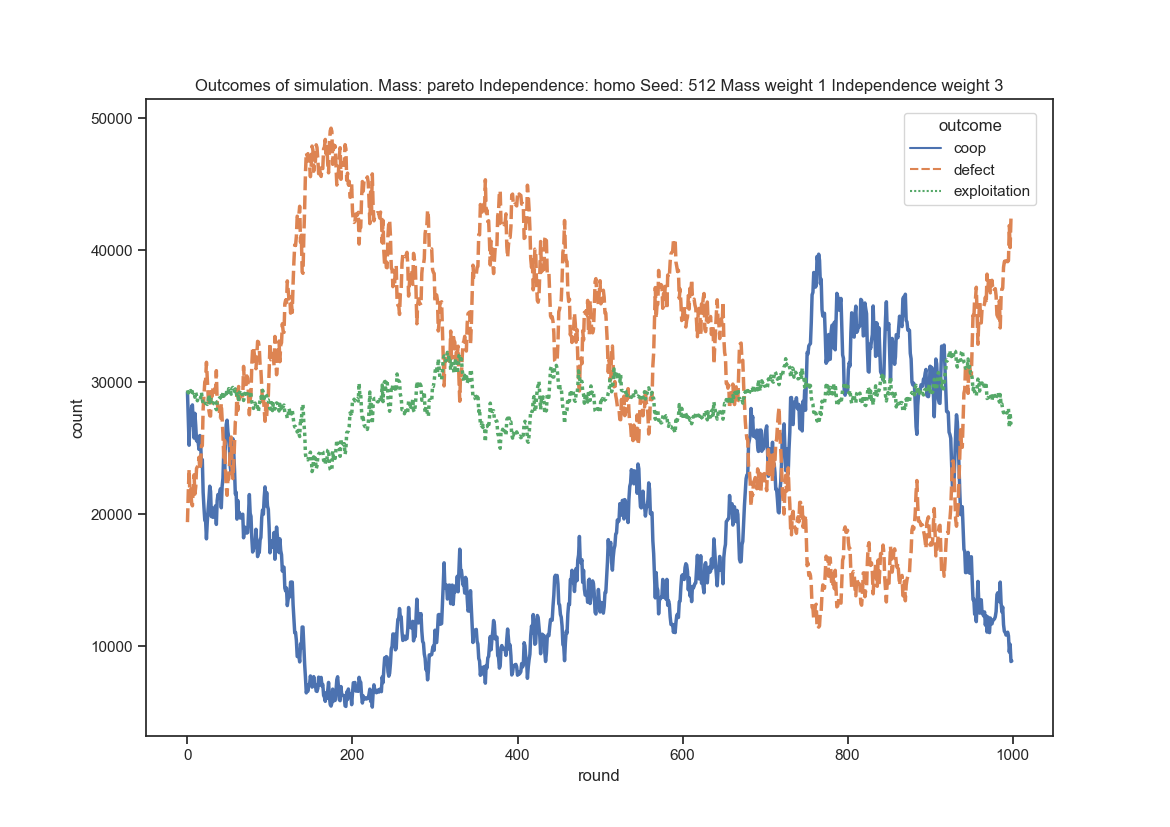 Outcomes of simulation. Mass: pareto Independence: homo Seed: 512 Mass weight 1 Independence weight 3
outcome
coop
defect
exploitation
50000
40000
30000
20000
10000
count
0
200
400
600
800
1000
round